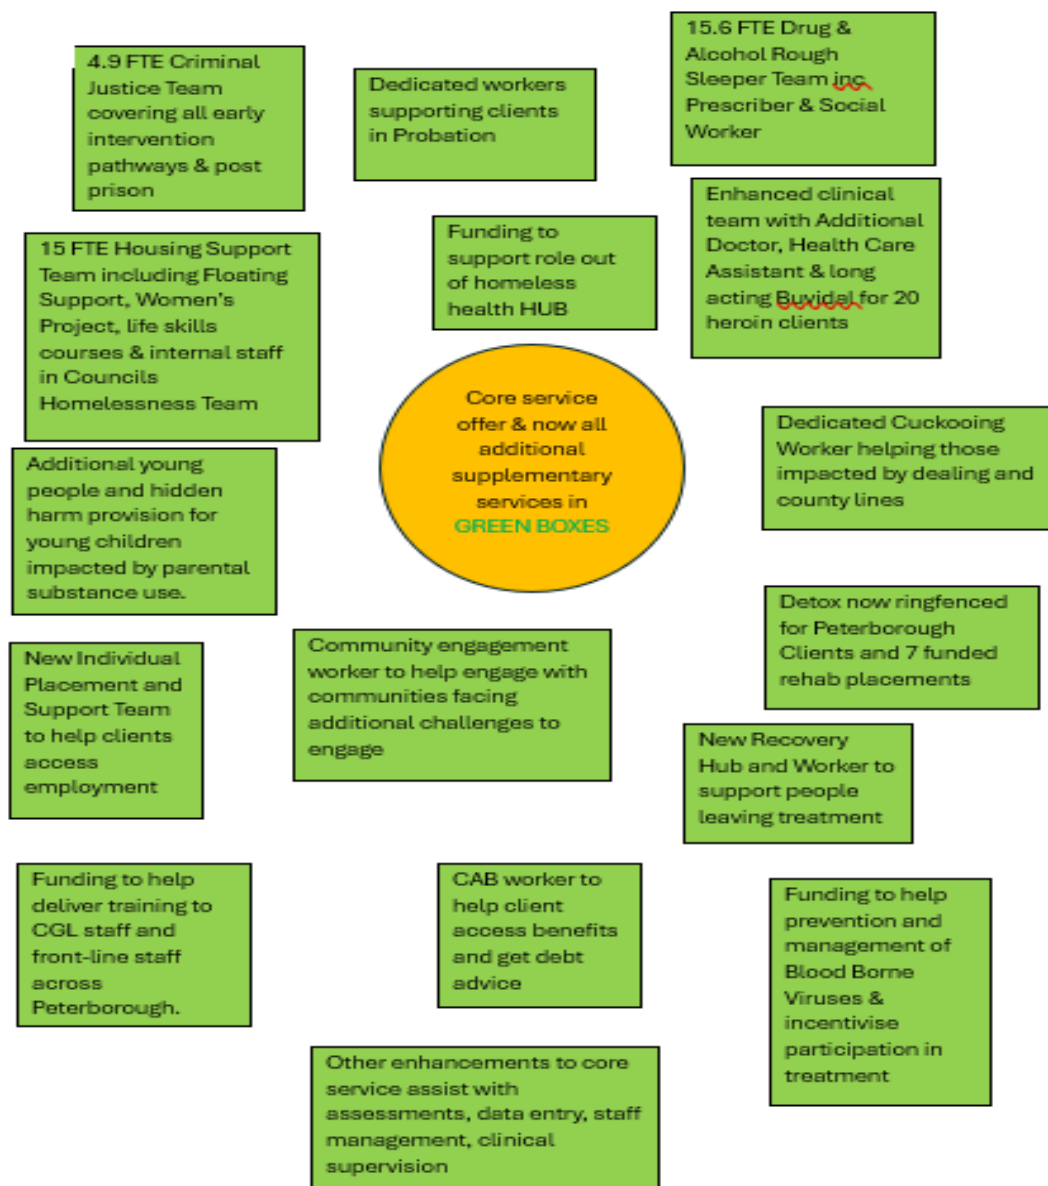 4.9 FTE Criminal
Justice Team
covering all early
intervention
pathways & post
prison
Dedicated workers
supporting clients
in Probation
15.6 FTE Drug &
Alcohol Rough
Sleeper Team inc
Prescriber & Social
Worker
15 FTE Housing Support
Team including Floating
Support, Women's
Project, life skills
courses & internal staff
in Councils
Homelessness Team
Funding to
support role out
of homeless
health HUB
Enhanced clinical
team with Additional
Doctor, Health Care
Assistant & long
acting Buvidal for 20
heroin clients
Core service
offer & now all
additional
supplementary
services in
GREEN BOXES
Dedicated Cuckooing
Worker helping those
impacted by dealing and
county lines
Additional young
people and hidden
harm provision for
young children
impacted by parental
substance use.
Detox now ringfenced
for Peterborough
Clients and 7 funded
rehab placements
New Individual
Placement and
Support Team
to help clients
access
employment
Community engagement
worker to help engage with
communities facing
additional challenges to
engage
New Recovery
Hub and Worker to
support people
leaving treatment
Funding to help
deliver training to
CGL staff and
front-line staff
across
Peterborough.
CAB worker to
help client
access benefits
and get debt
advice
Funding to help
prevention and
management of
Blood Borne
Viruses &
incentivise
participation in
treatment
Other enhancements to core
service assist with
assessments, data entry, staff
management, clinical
supervision